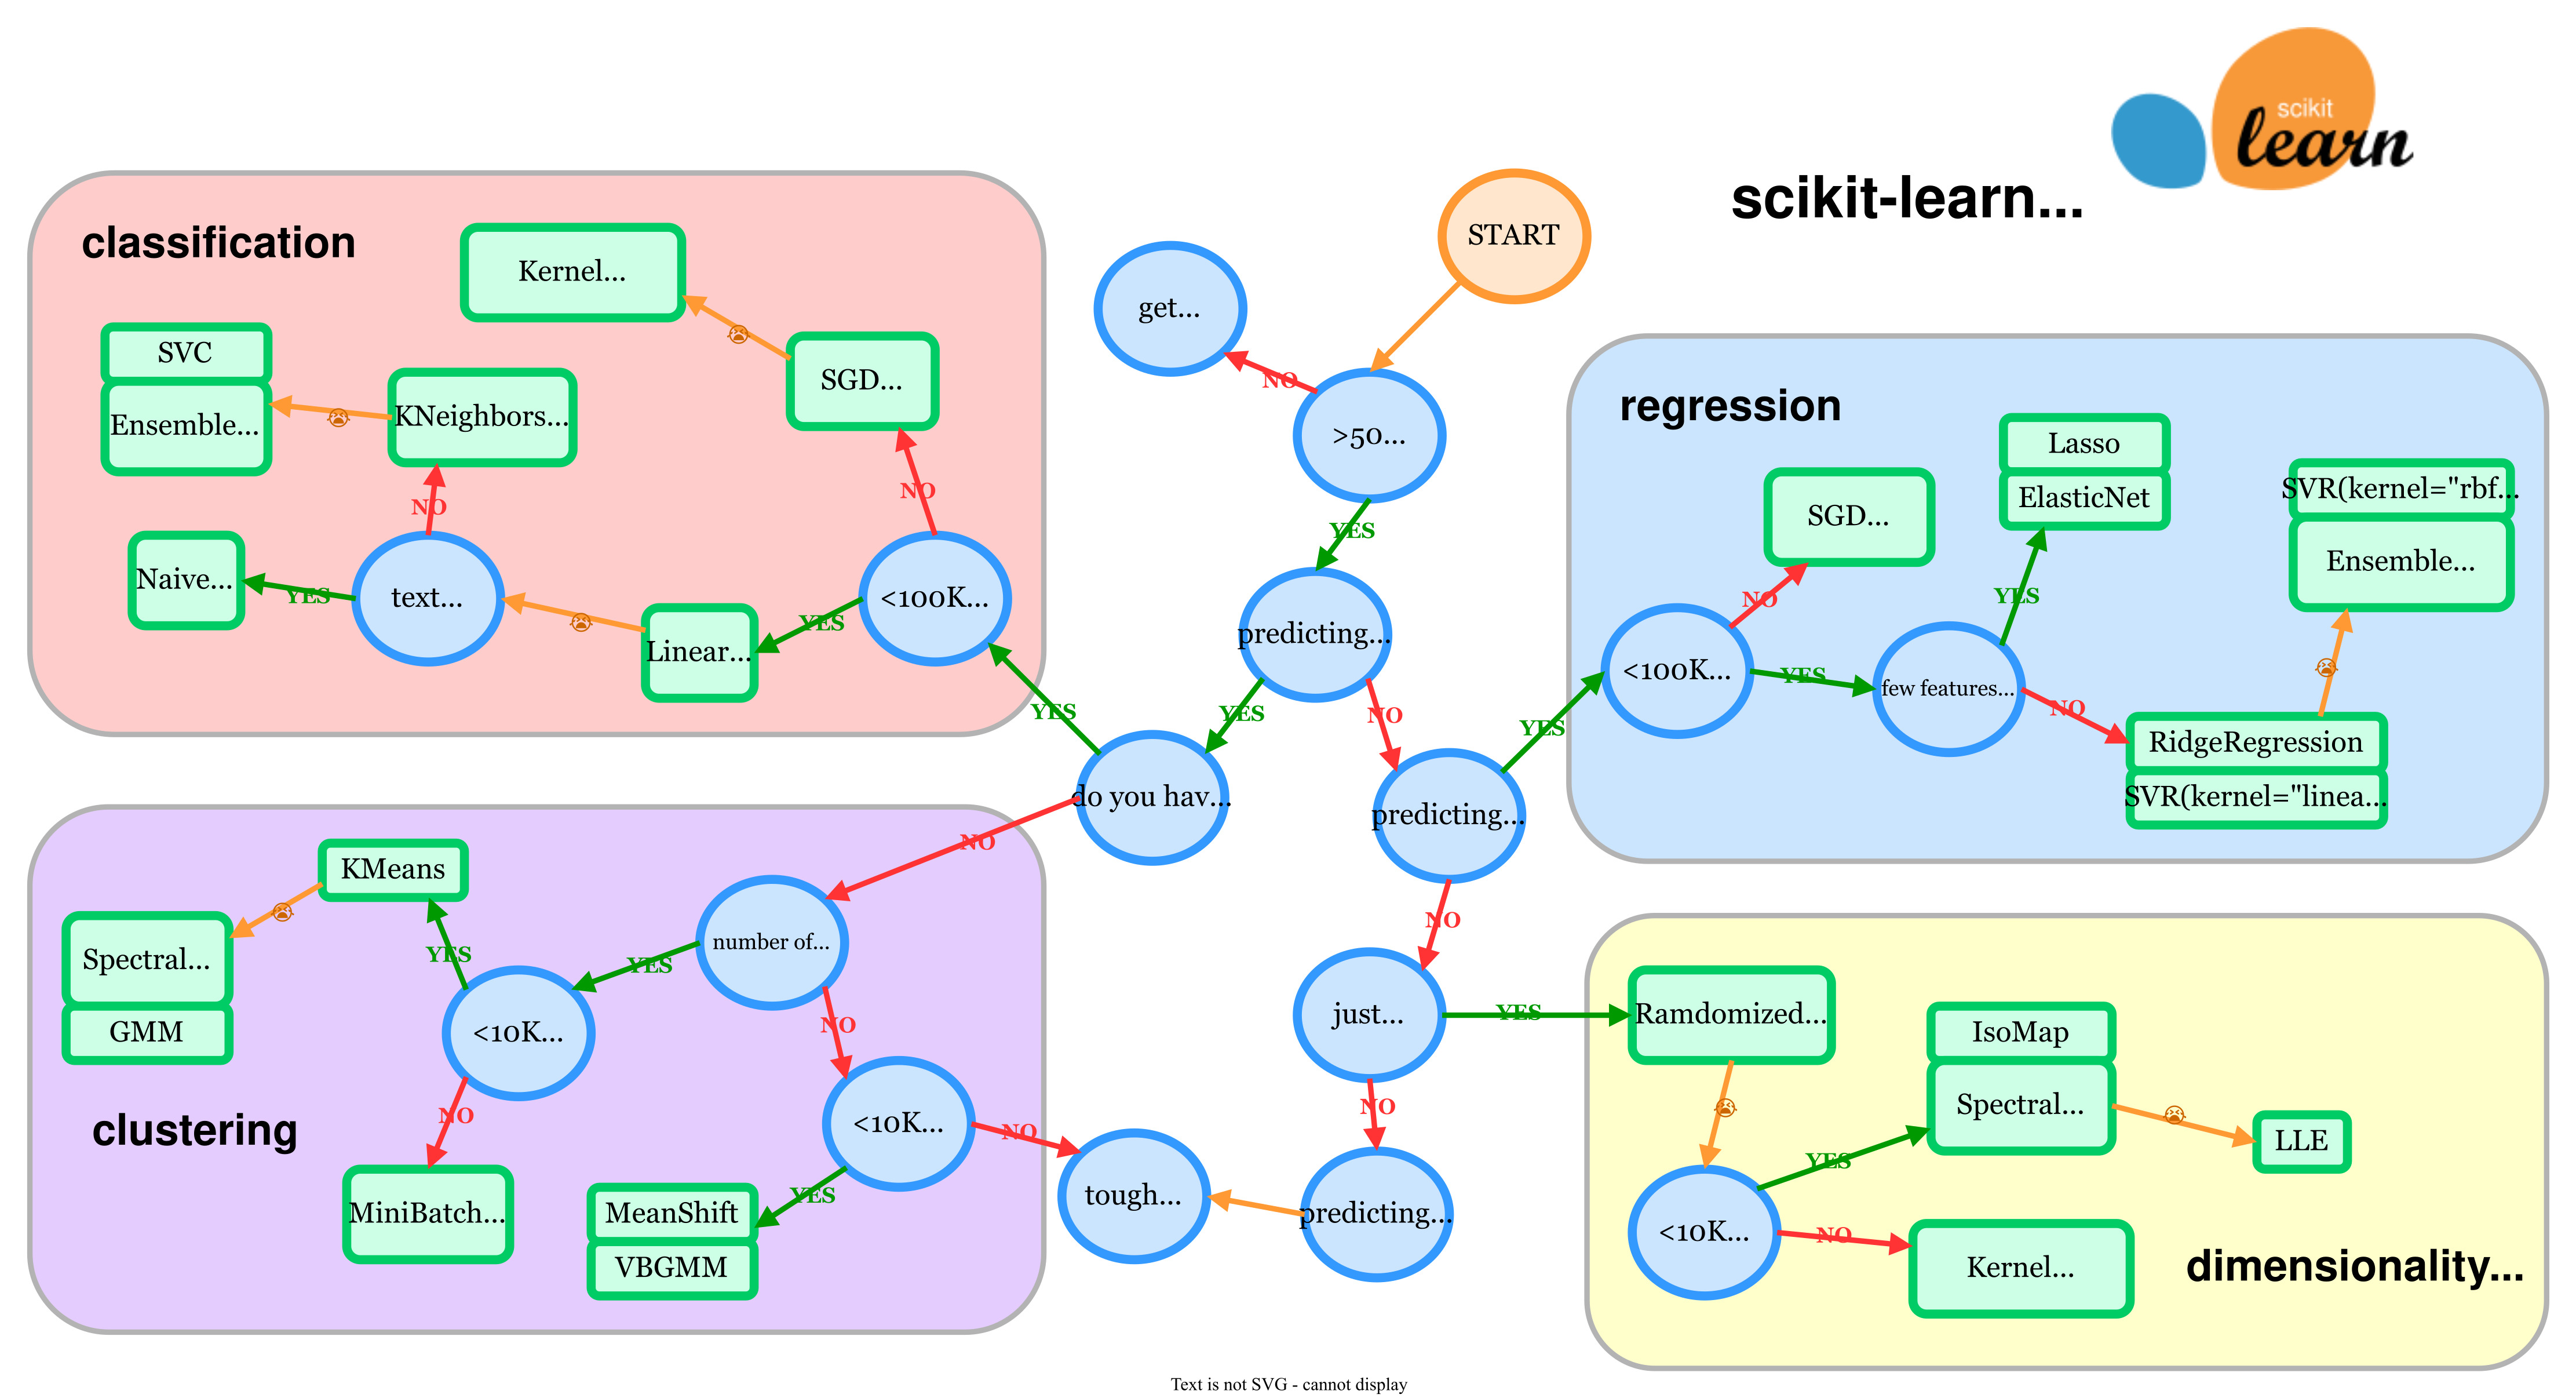 scikit
learn
scikit-learn...
START
get...
NO
>50...
YES
predicting...
YES
NO
do you hav...
YES
NO
predicting...
YES
NO
just...
YES
NO
predicting...
tough...
classification
Kernel...
😭
SGD...
SVC
Ensemble...
😭
KNeighbors...
NO
NO
Naive...
YES
text...
😭
Linear...
YES
<100K...
regression
SGD...
NO
<100K...
YES
few features...
YES
NO
Lasso
ElasticNet
SVR(kernel="rbf...
Ensemble...
😭
RidgeRegression
SVR(kernel="linea...
clustering
KMeans
😭
Spectral...
GMM
YES
<10K...
YES
number of...
NO
NO
MiniBatch...
<10K...
NO
YES
MeanShift
VBGMM
dimensionality...
Ramdomized...
😭
<10K...
YES
NO
IsoMap
Spectral...
😭
LLE
Kernel...
Text is not SVG - cannot display